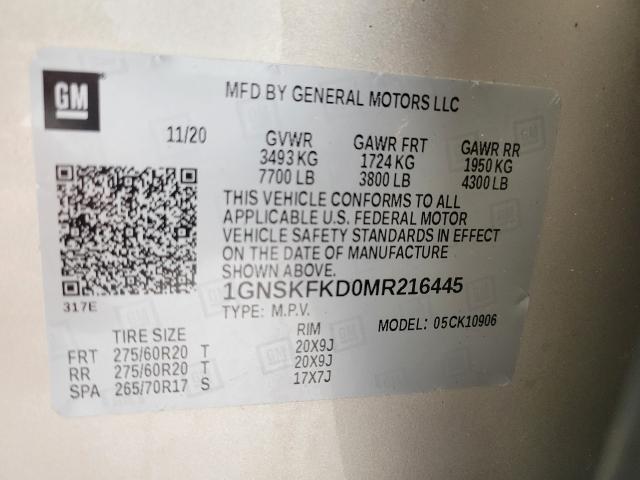 GM
MFD BY GENERAL MOTORS LLC
11/20 GVWR GAWR FRT GAWR RR
3493 KG 1724 KG 1950 KG
7700 LB 3800 LB 4300 LB
THIS VEHICLE CONFORMS TO ALL
APPLICABLE U.S. FEDERAL MOTOR
VEHICLE SAFETY STANDARDS IN EFFECT
ON THE DATE OF MANUFACTURE
SHOWN ABOVE.
317E
1GNSKFKD0MR216445
TYPE: M.P.V. MODEL: 05CK10906
TIRE SIZE RIM
FRT 275/60R20 T 20X9J
RR 275/60R20 T 20X9J
SPA 265/70R17 S 17X7J